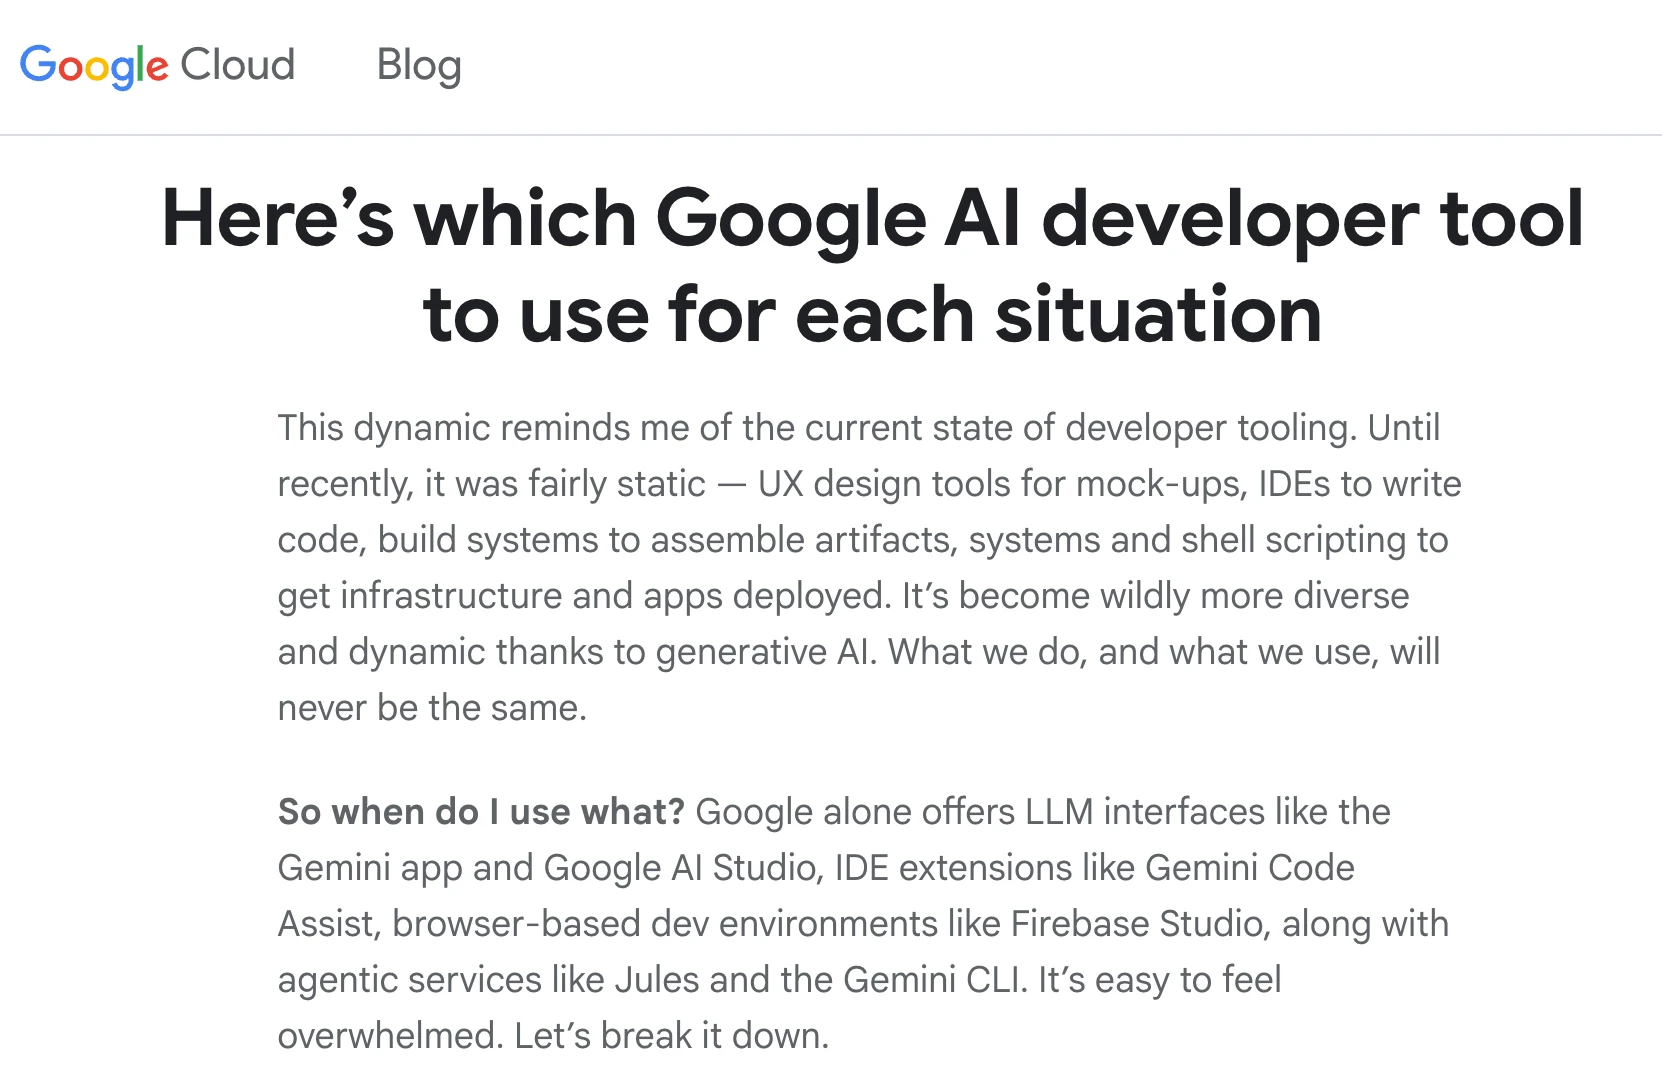 Google Cloud Blog
Here’s which Google AI developer tool
to use for each situation
This dynamic reminds me of the current state of developer tooling. Until
recently, it was fairly static — UX design tools for mock-ups, IDEs to write
code, build systems to assemble artifacts, systems and shell scripting to
get infrastructure and apps deployed. It’s become wildly more diverse
and dynamic thanks to generative AI. What we do, and what we use, will
never be the same.
So when do I use what? Google alone offers LLM interfaces like the
Gemini app and Google AI Studio, IDE extensions like Gemini Code
Assist, browser-based dev environments like Firebase Studio, along with
agentic services like Jules and the Gemini CLI. It’s easy to feel
overwhelmed. Let’s break it down.